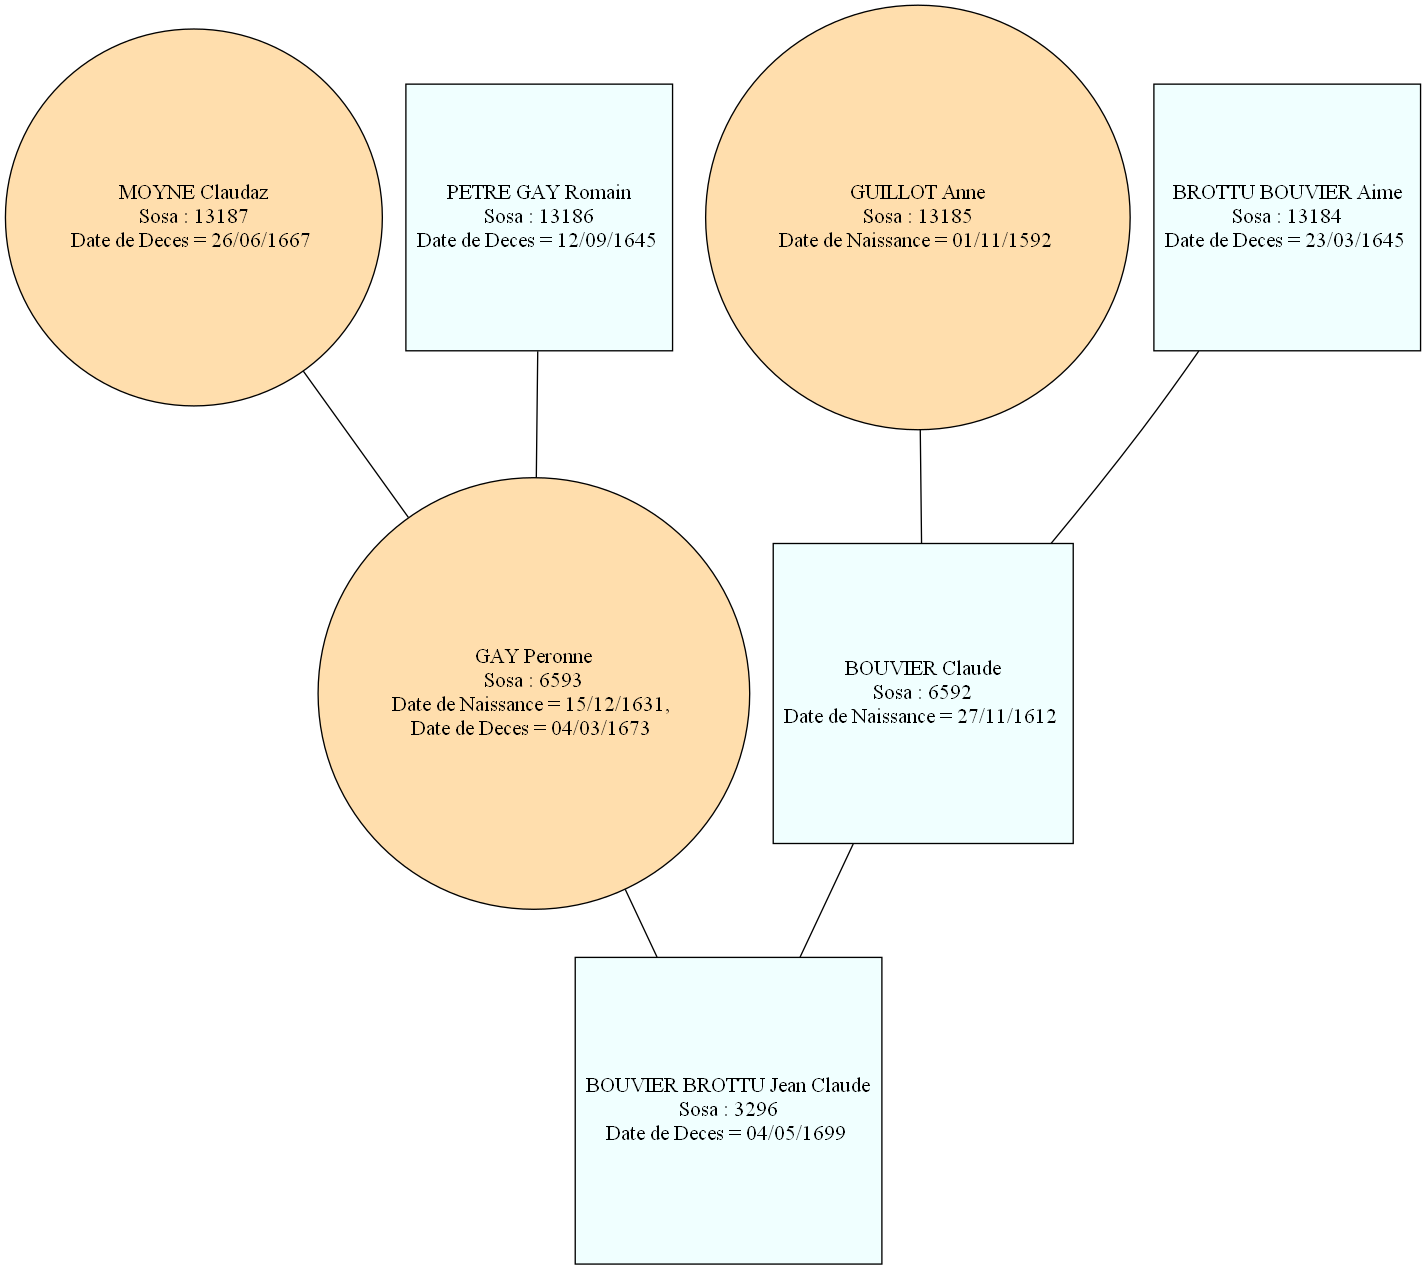 MOYNE Claudaz
Sosa : 13187
Date de Deces = 26/06/1667
PETRE GAY Romain
Sosa : 13186
Date de Deces = 12/09/1645
GUILLOT Anne
Sosa : 13185
Date de Naissance = 01/11/1592
BROTTU BOUVIER Aime
Sosa : 13184
Date de Deces = 23/03/1645
GAY Peronne
Sosa : 6593
Date de Naissance = 15/12/1631,
Date de Deces = 04/03/1673
BOUVIER Claude
Sosa : 6592
Date de Naissance = 27/11/1612
BOUVIER BROTTU Jean Claude
Sosa : 3296
Date de Deces = 04/05/1699